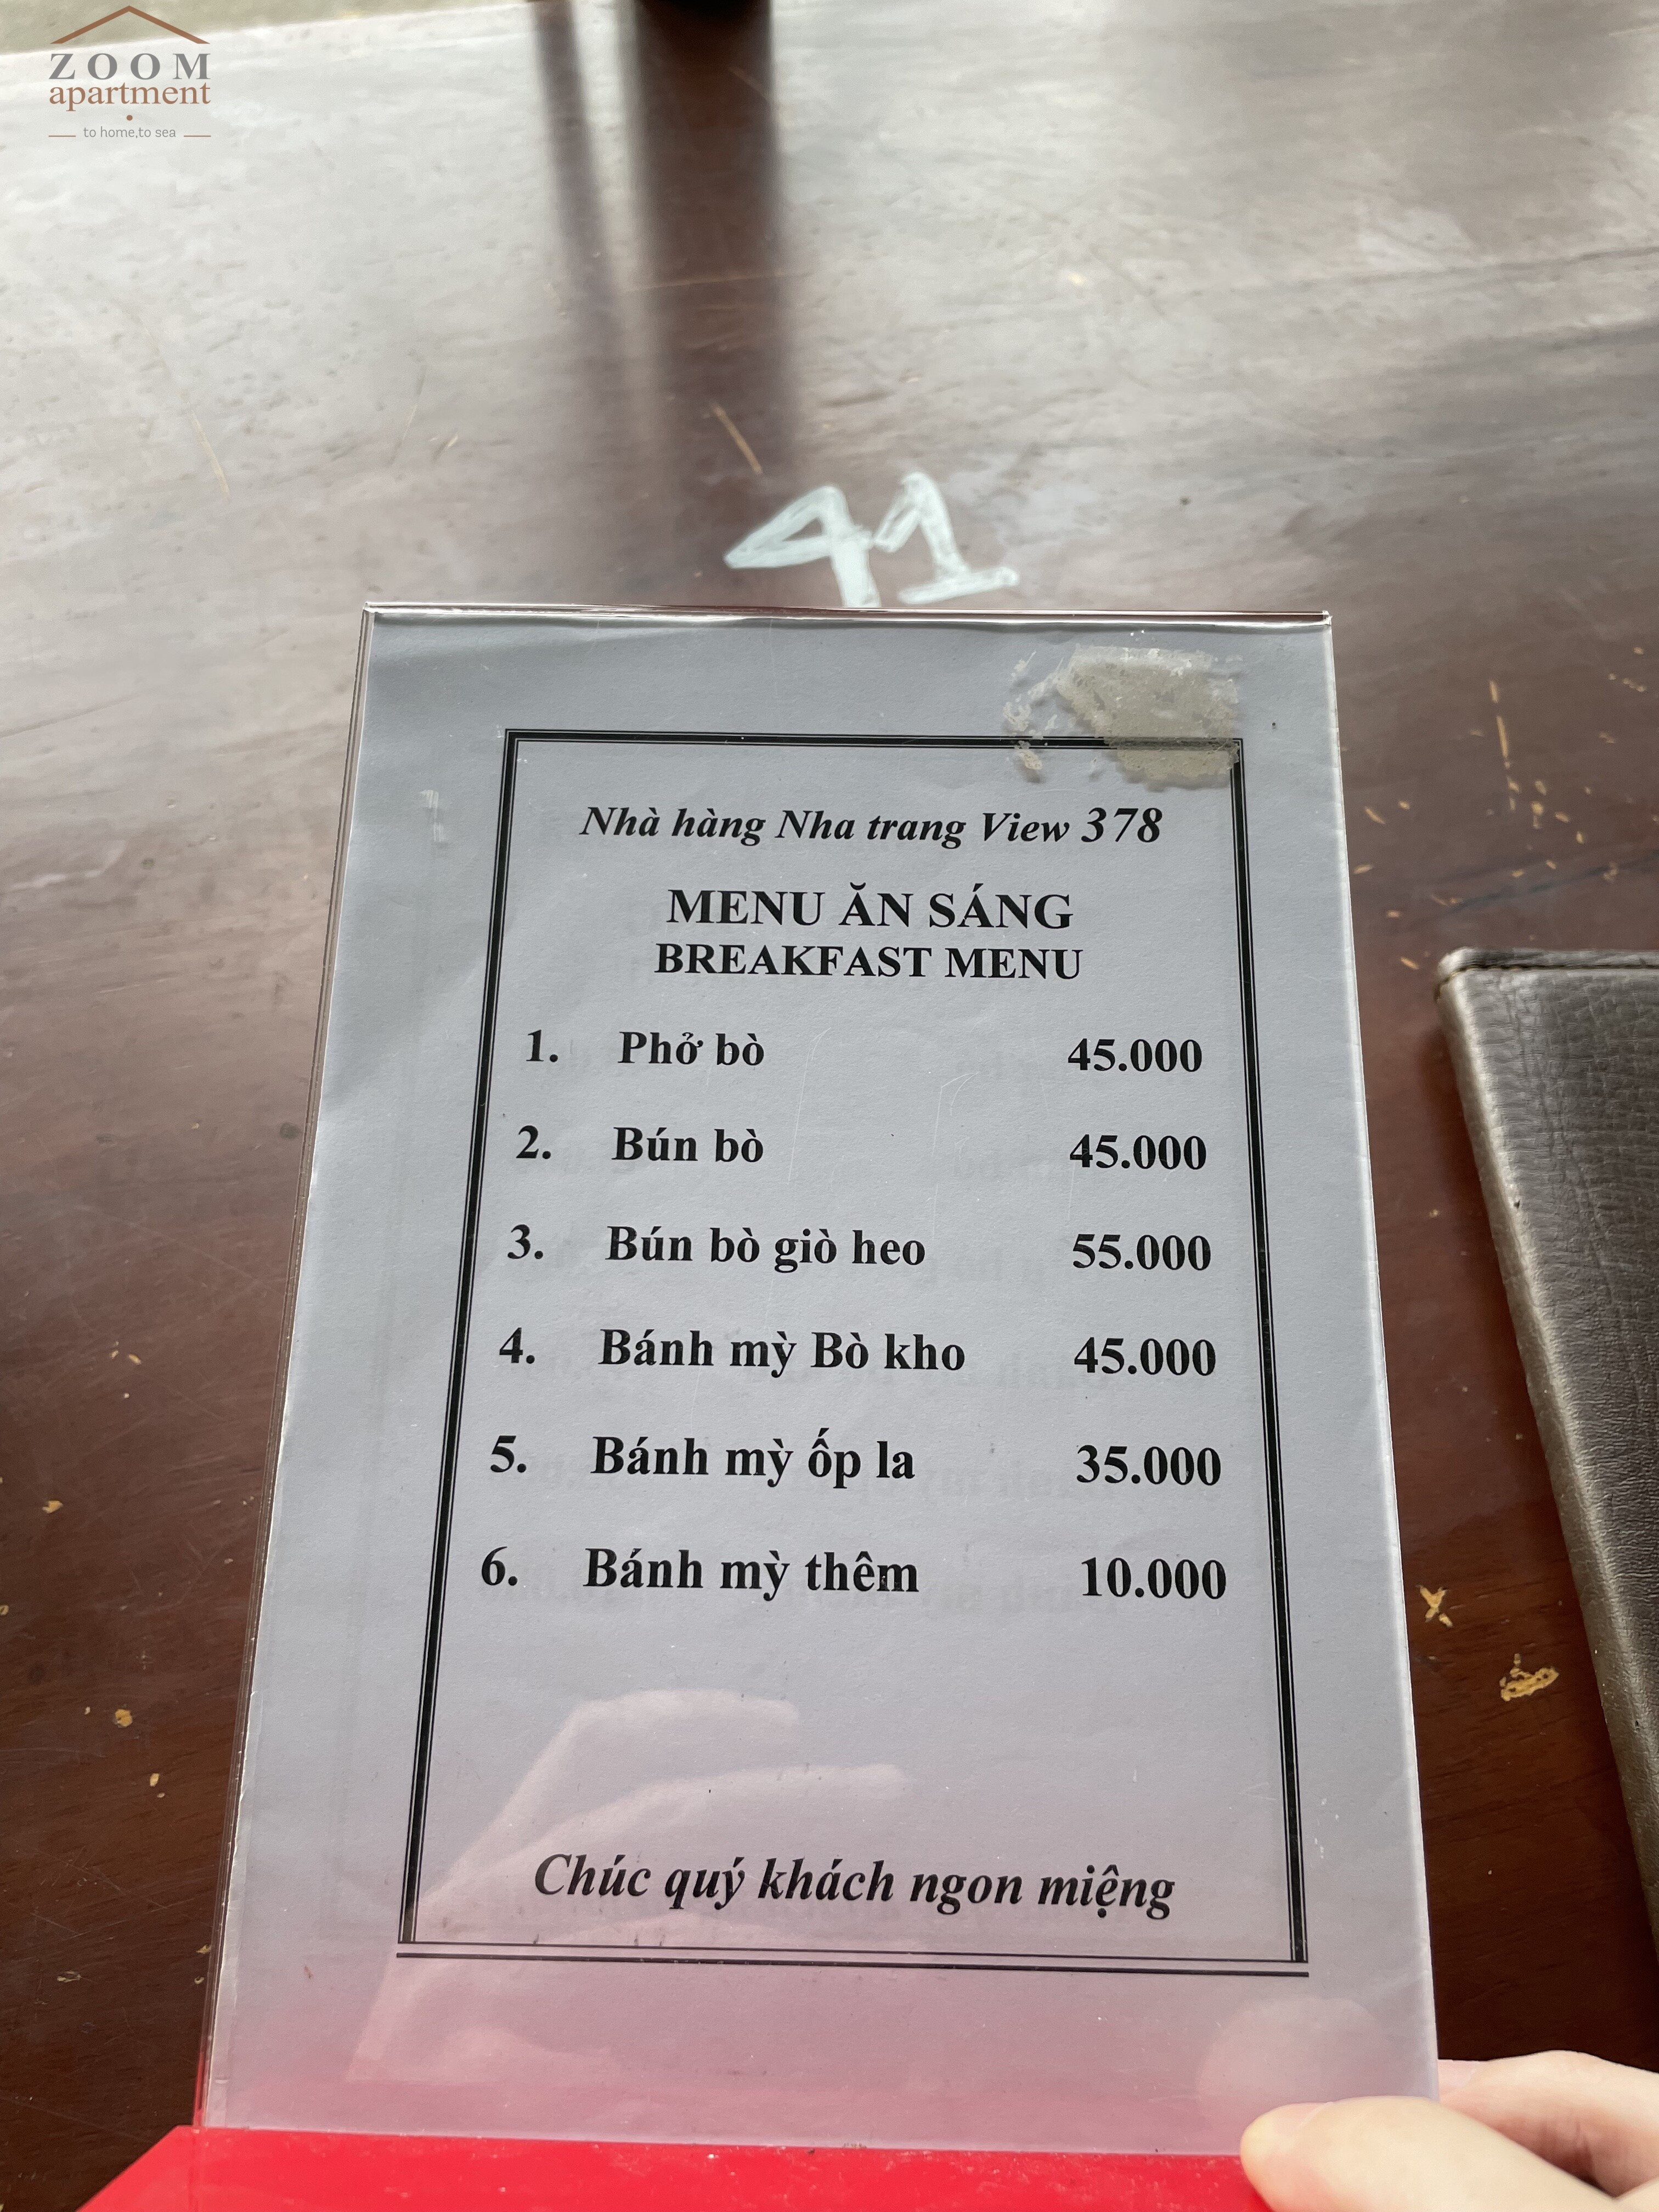 ZOOM
apartment
to home,to sea
41
Nhà hàng Nha trang View 378
MENU ĂN SÁNG
BREAKFAST MENU
1. Phở bò 45.000
2. Bún bò 45.000
3. Bún bò giò heo 55.000
4. Bánh mỳ Bò kho 45.000
5. Bánh mỳ ốp la 35.000
6. Bánh mỳ thêm 10.000
Chúc quý khách ngon miệng